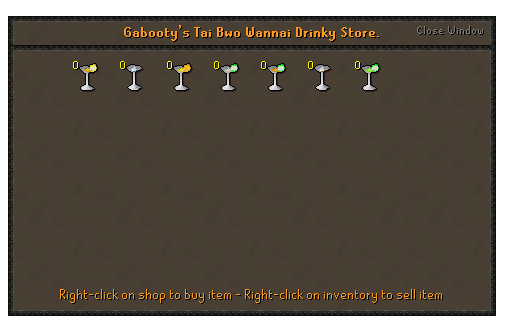 Gabooty's Tai Bwo Wannai Drinky Store.
Close Window
0 0 0 0 0 0 0
Right-click on shop to buy item - Right-click on inventory to sell item